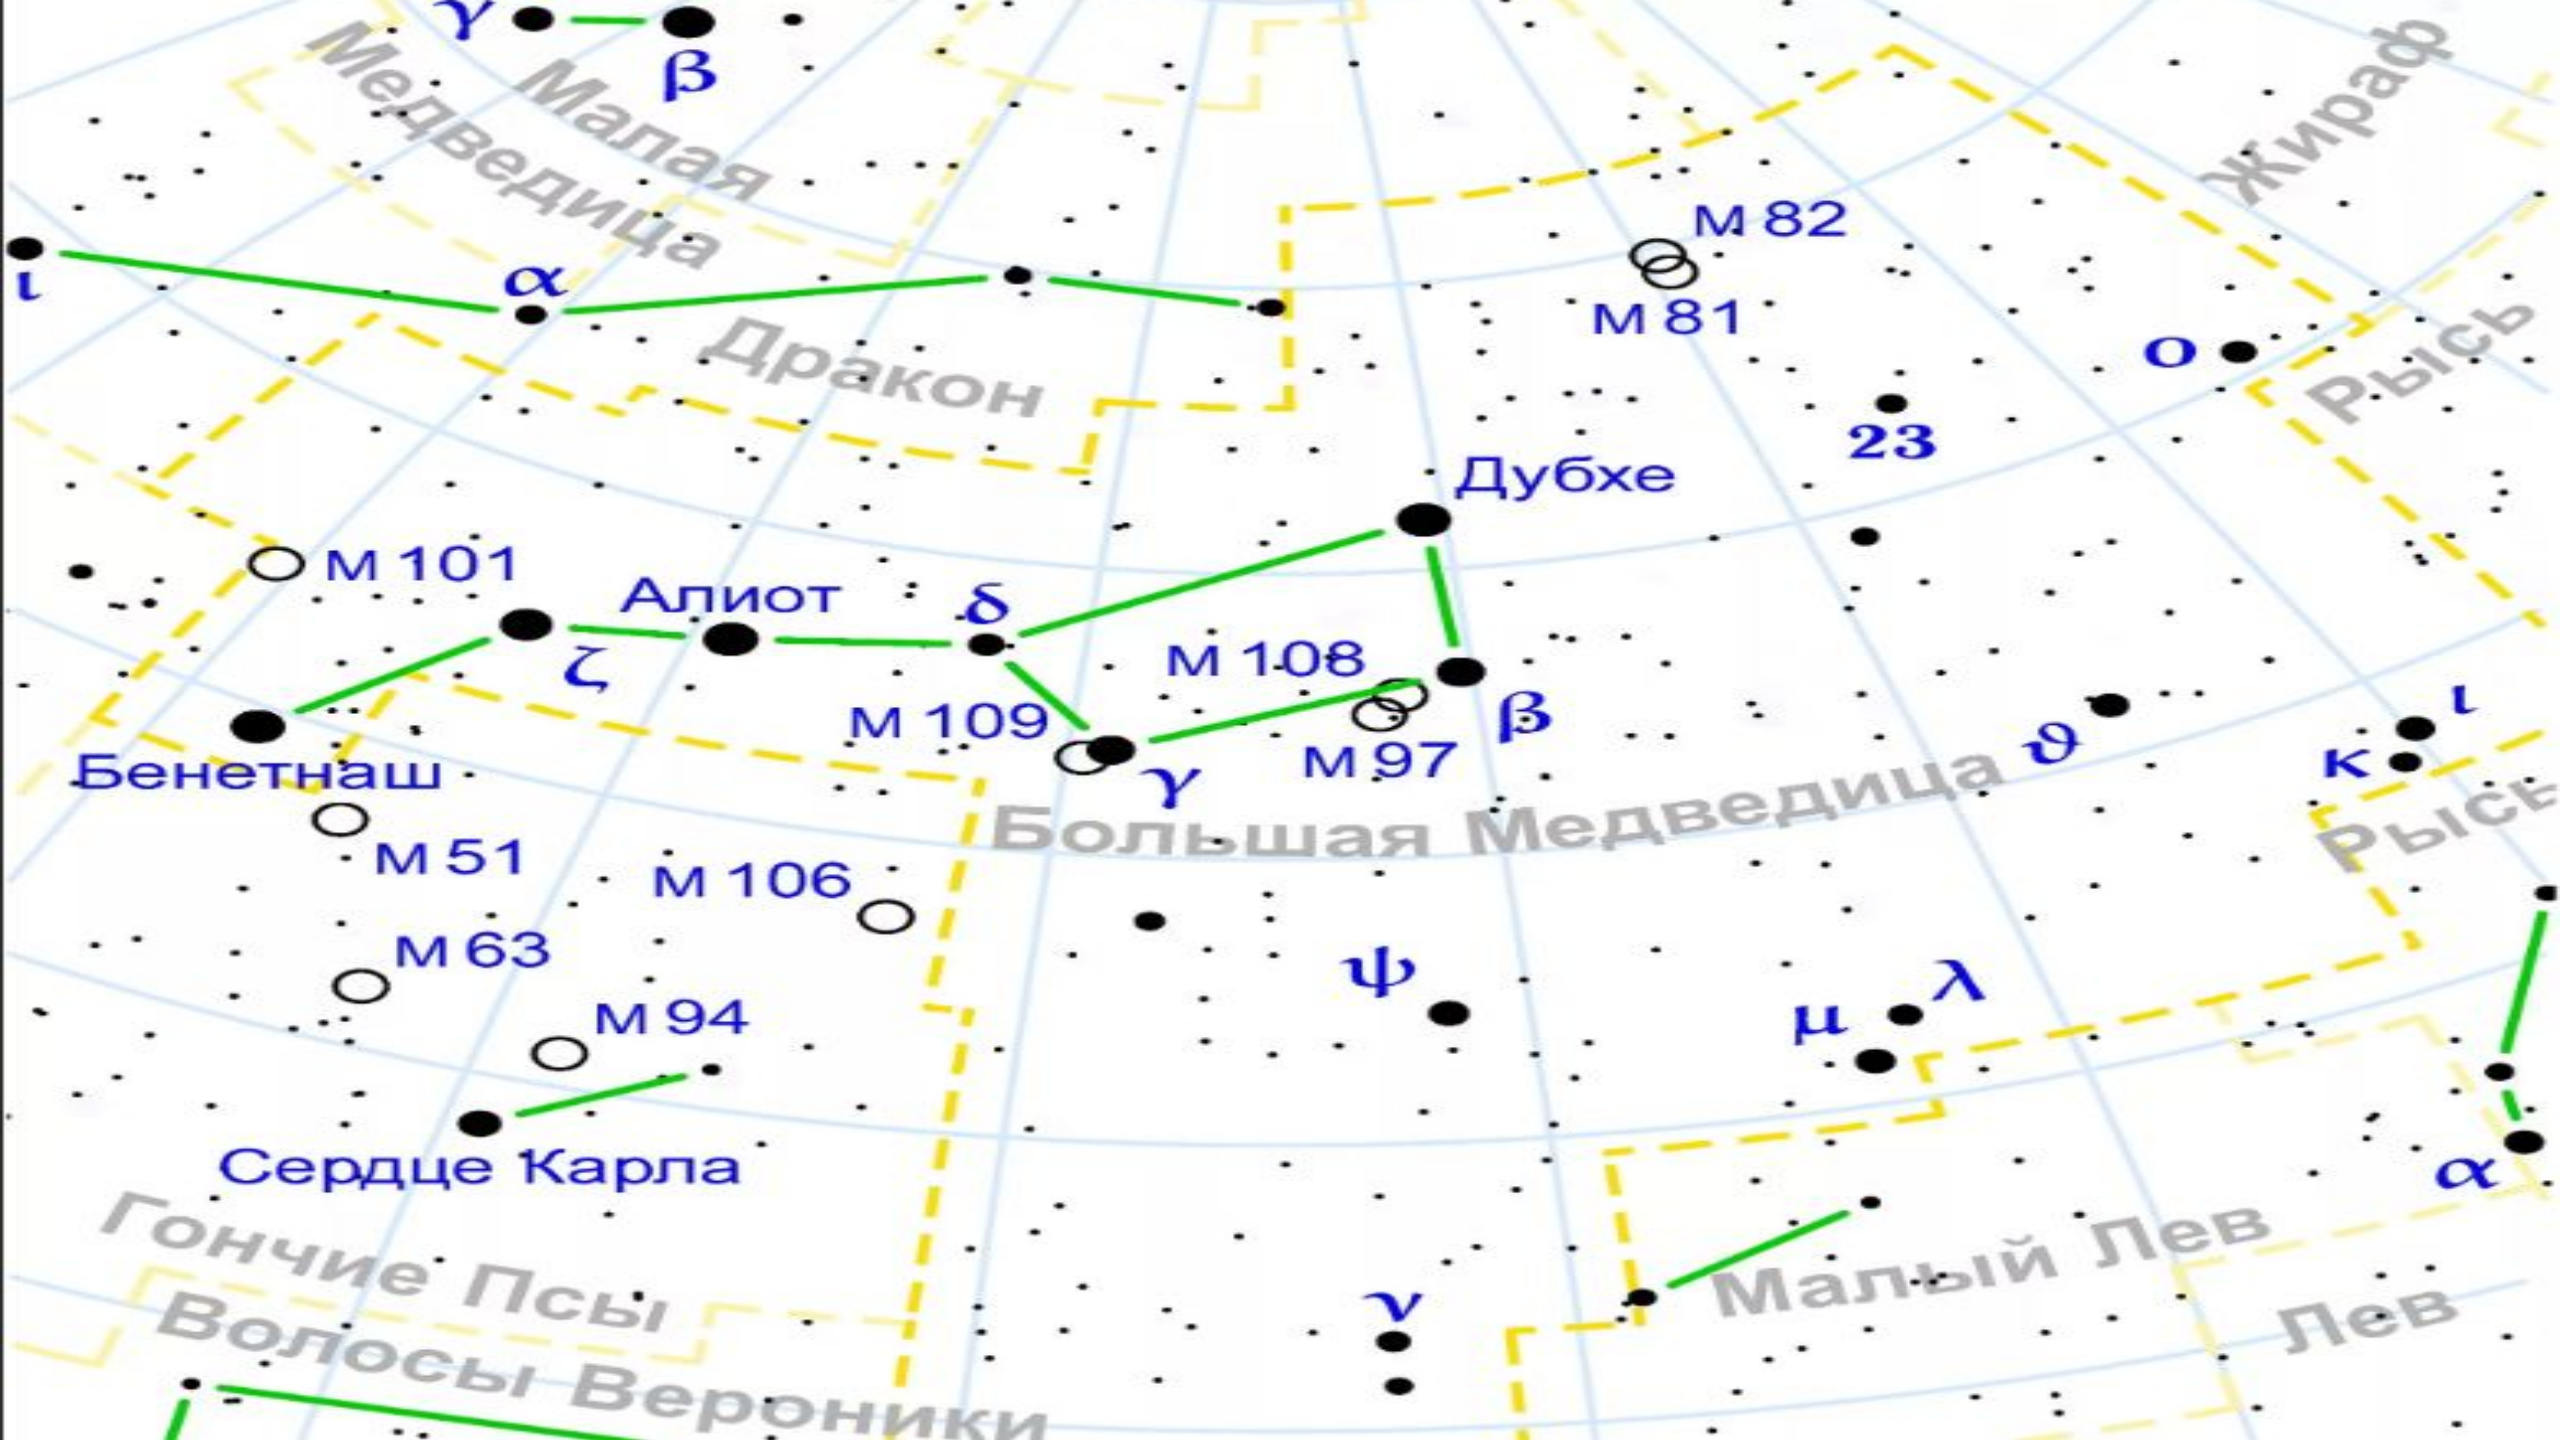 γ
β
Малая
Медведица
Жираф
M 82
ι
α
M 81
Дракон
ο
Рысь
23
Дубхе
M 101
Алиот
δ
ζ
M 108
M 109
β
ι
Бенетнаш
γ
M 97
ϑ
κ
Большая Медведица
Рысь
M 51
M 106
M 63
ψ
λ
M 94
μ
Сердце Карла
α
Гончие Псы
Малый Лев
ν
Лев
Волосы Вероники